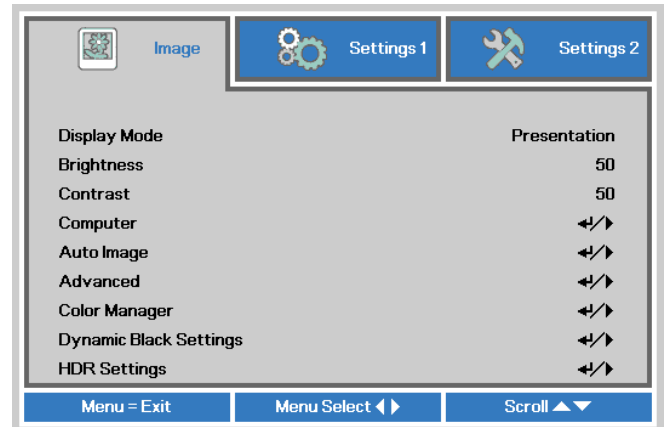 Image Settings 1 Settings 2
Display Mode Presentation
Brightness 50
Contrast 50
Computer ↵/▶
Auto Image ↵/▶
Advanced ↵/▶
Color Manager ↵/▶
Dynamic Black Settings ↵/▶
HDR Settings ↵/▶
Menu = Exit Menu Select ◀▶ Scroll ▲▼